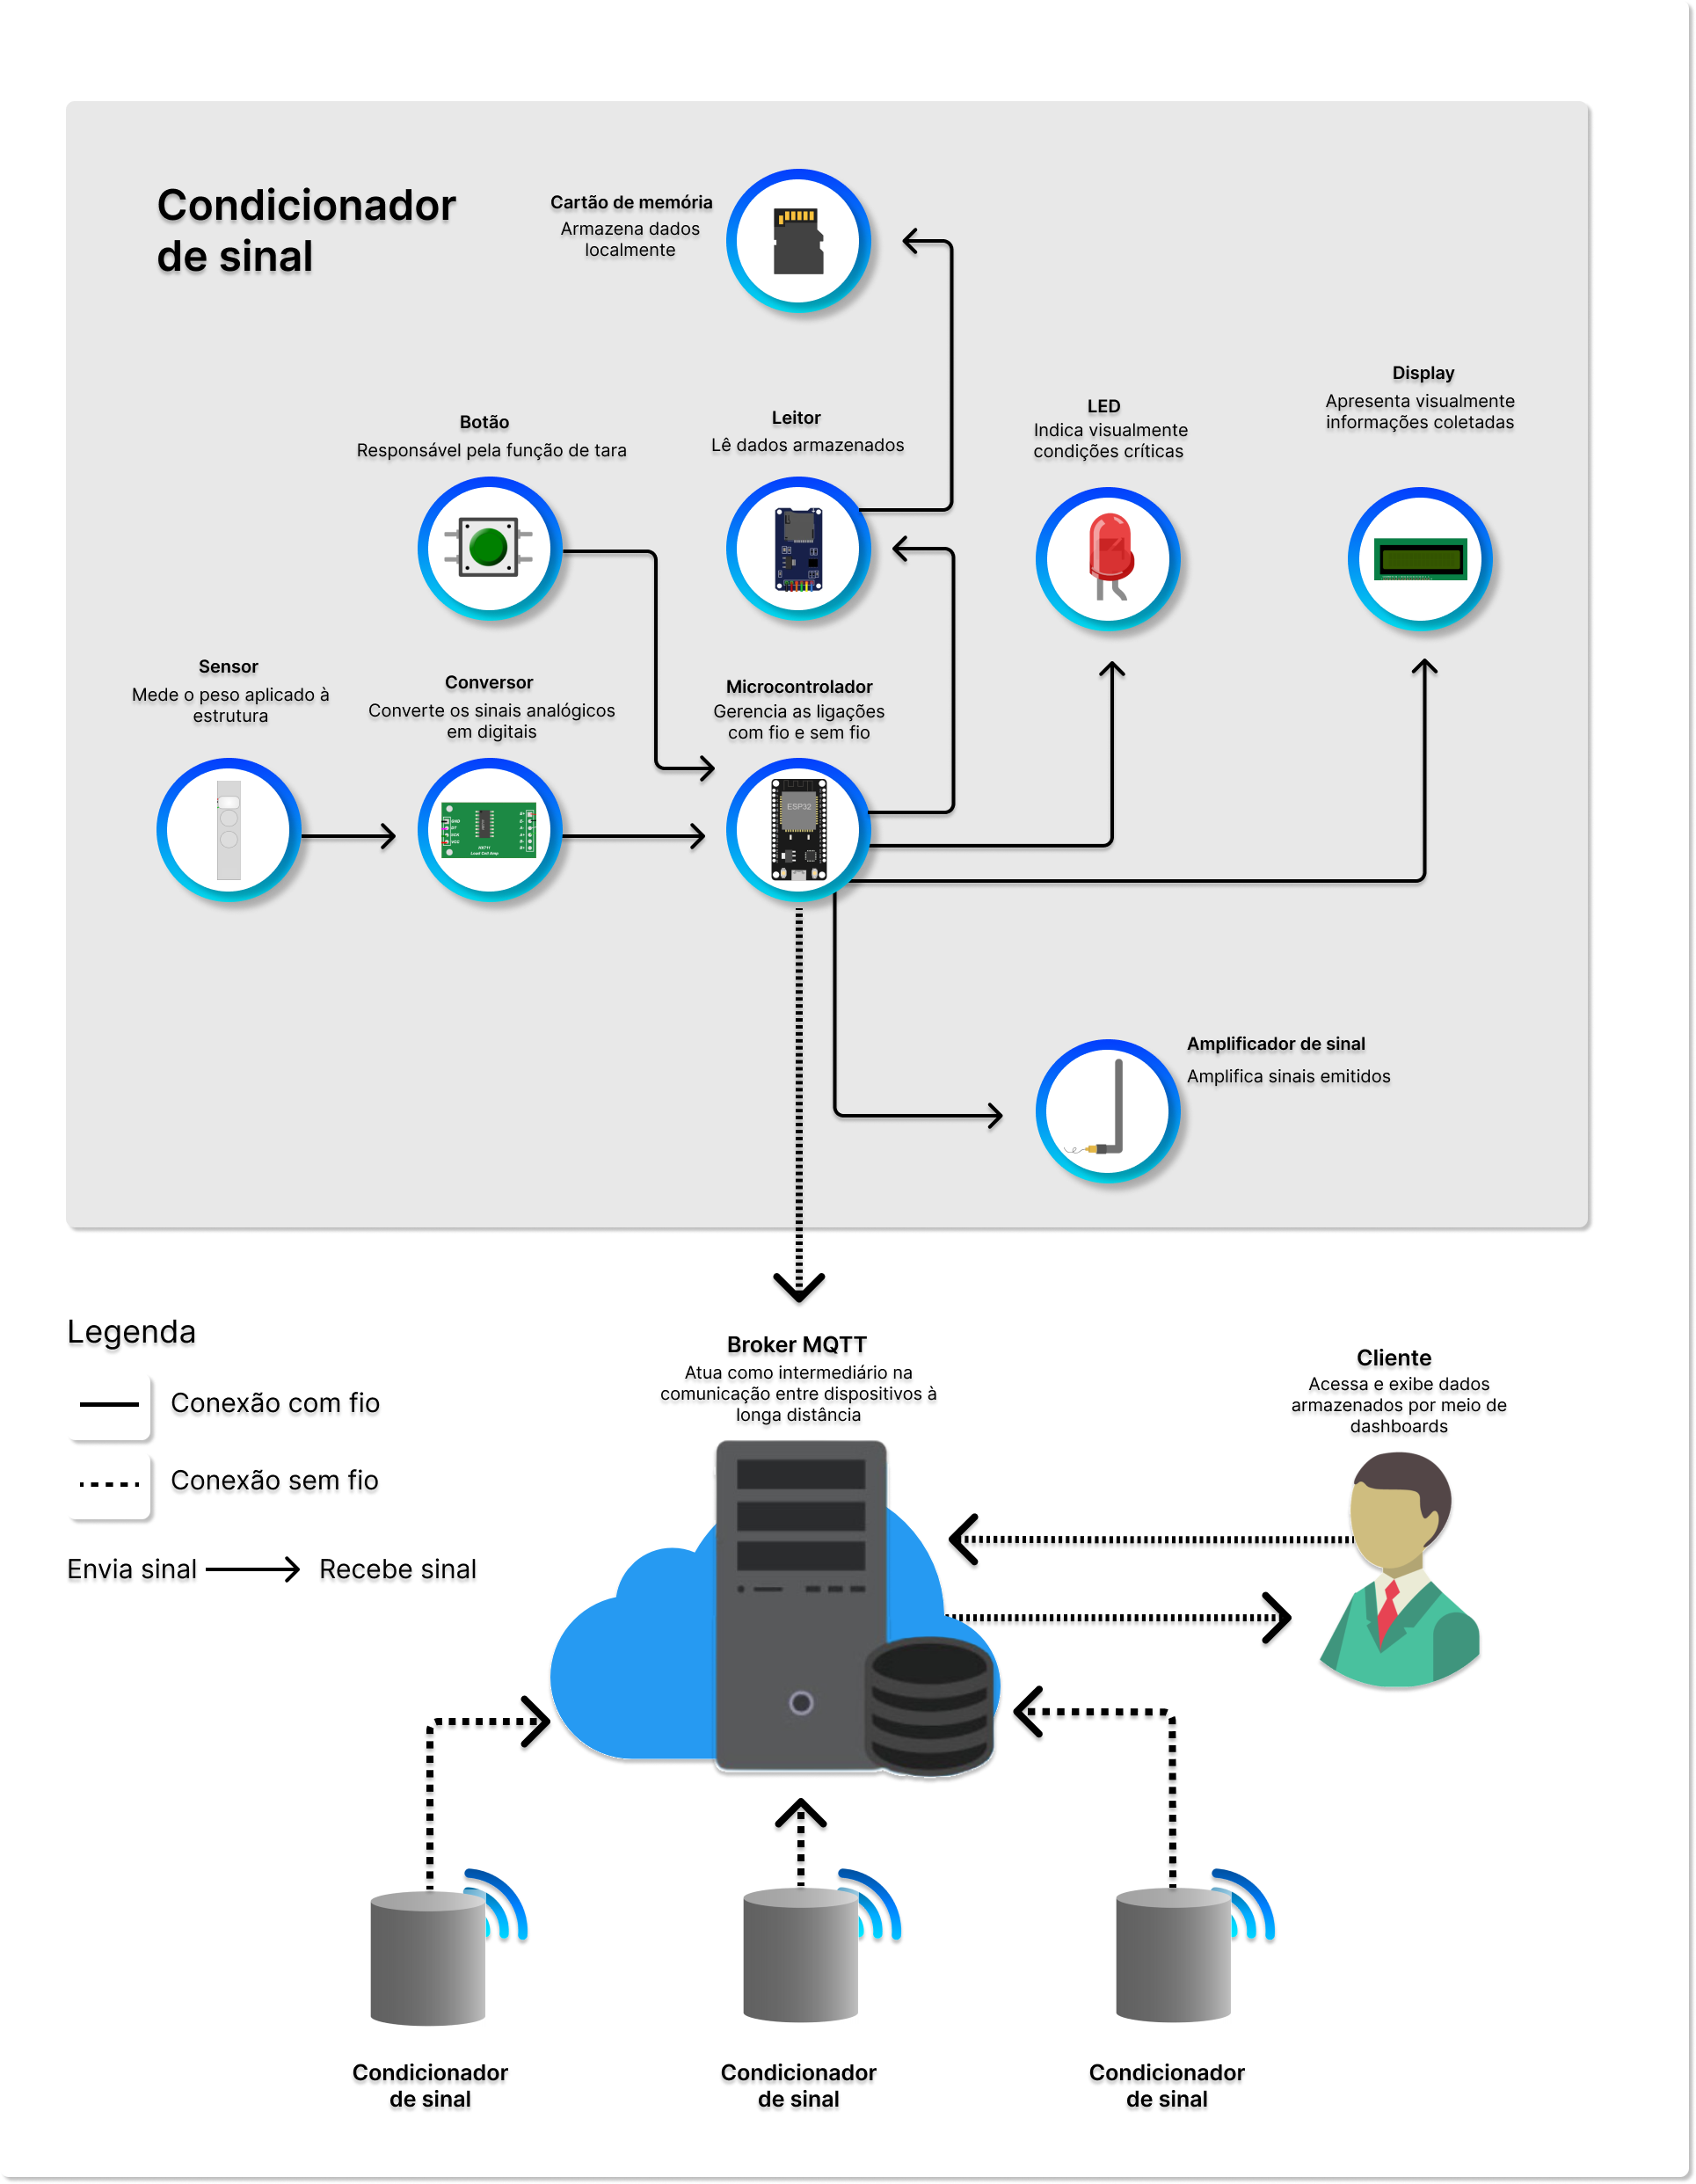 Condicionador
de sinal
Cartão de memória
Armazena dados
localmente
Botão
Responsável pela função de tara
Leitor
Lê dados armazenados
LED
Indica visualmente
condições críticas
Display
Apresenta visualmente
informações coletadas
Sensor
Mede o peso aplicado à
estrutura
Conversor
Converte os sinais analógicos
em digitais
Microcontrolador
Gerencia as ligações
com fio e sem fio
ESP32
Amplificador de sinal
Amplifica sinais emitidos
Legenda
Conexão com fio
Conexão sem fio
Envia sinal
Recebe sinal
Broker MQTT
Atua como intermediário na
comunicação entre dispositivos à
longa distância
Cliente
Acessa e exibe dados
armazenados por meio de
dashboards
Condicionador
de sinal
Condicionador
de sinal
Condicionador
de sinal